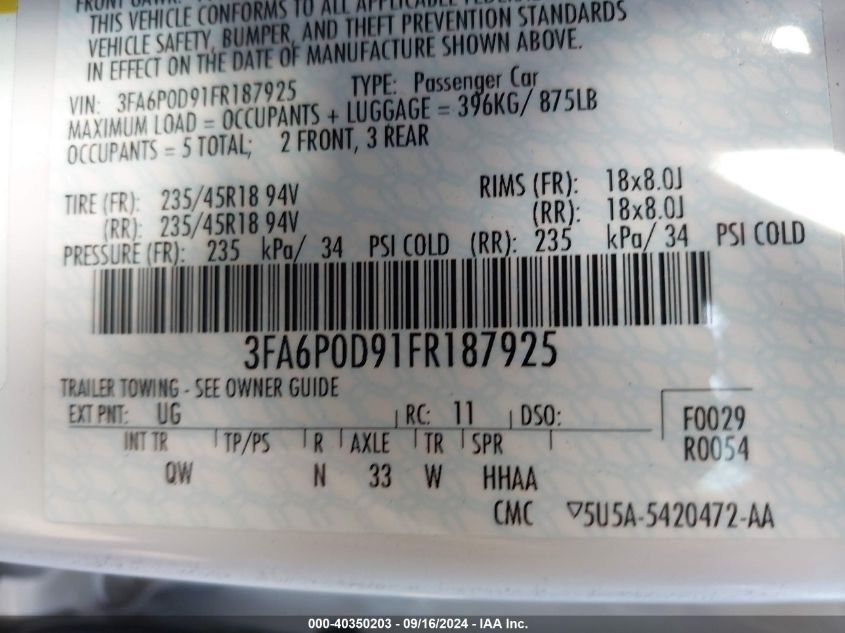 THIS VEHICLE CONFORMS TO ALL APPLICABLE
VEHICLE SAFETY, BUMPER, AND THEFT PREVENTION STANDARDS
IN EFFECT ON THE DATE OF MANUFACTURE SHOWN ABOVE.
VIN: 3FA6P0D91FR187925 TYPE: Passenger Car
MAXIMUM LOAD = OCCUPANTS + LUGGAGE = 396KG/ 875LB
OCCUPANTS = 5 TOTAL; 2 FRONT, 3 REAR
TIRE (FR): 235/45R18 94V RIMS (FR): 18x8.0J
(RR): 235/45R18 94V (RR): 18x8.0J
PRESSURE (FR): 235 kPa/ 34 PSI COLD (RR): 235 kPa/ 34 PSI COLD
3FA6P0D91FR187925
TRAILER TOWING - SEE OWNER GUIDE
EXT PNT: UG RC: 11 DSO: F0029
INT TR TP/PS R AXLE TR SPR R0054
QW N 33 W HHAA
CMC ▽5U5A-5420472-AA
000-40350203 - 09/16/2024 - IAA Inc.